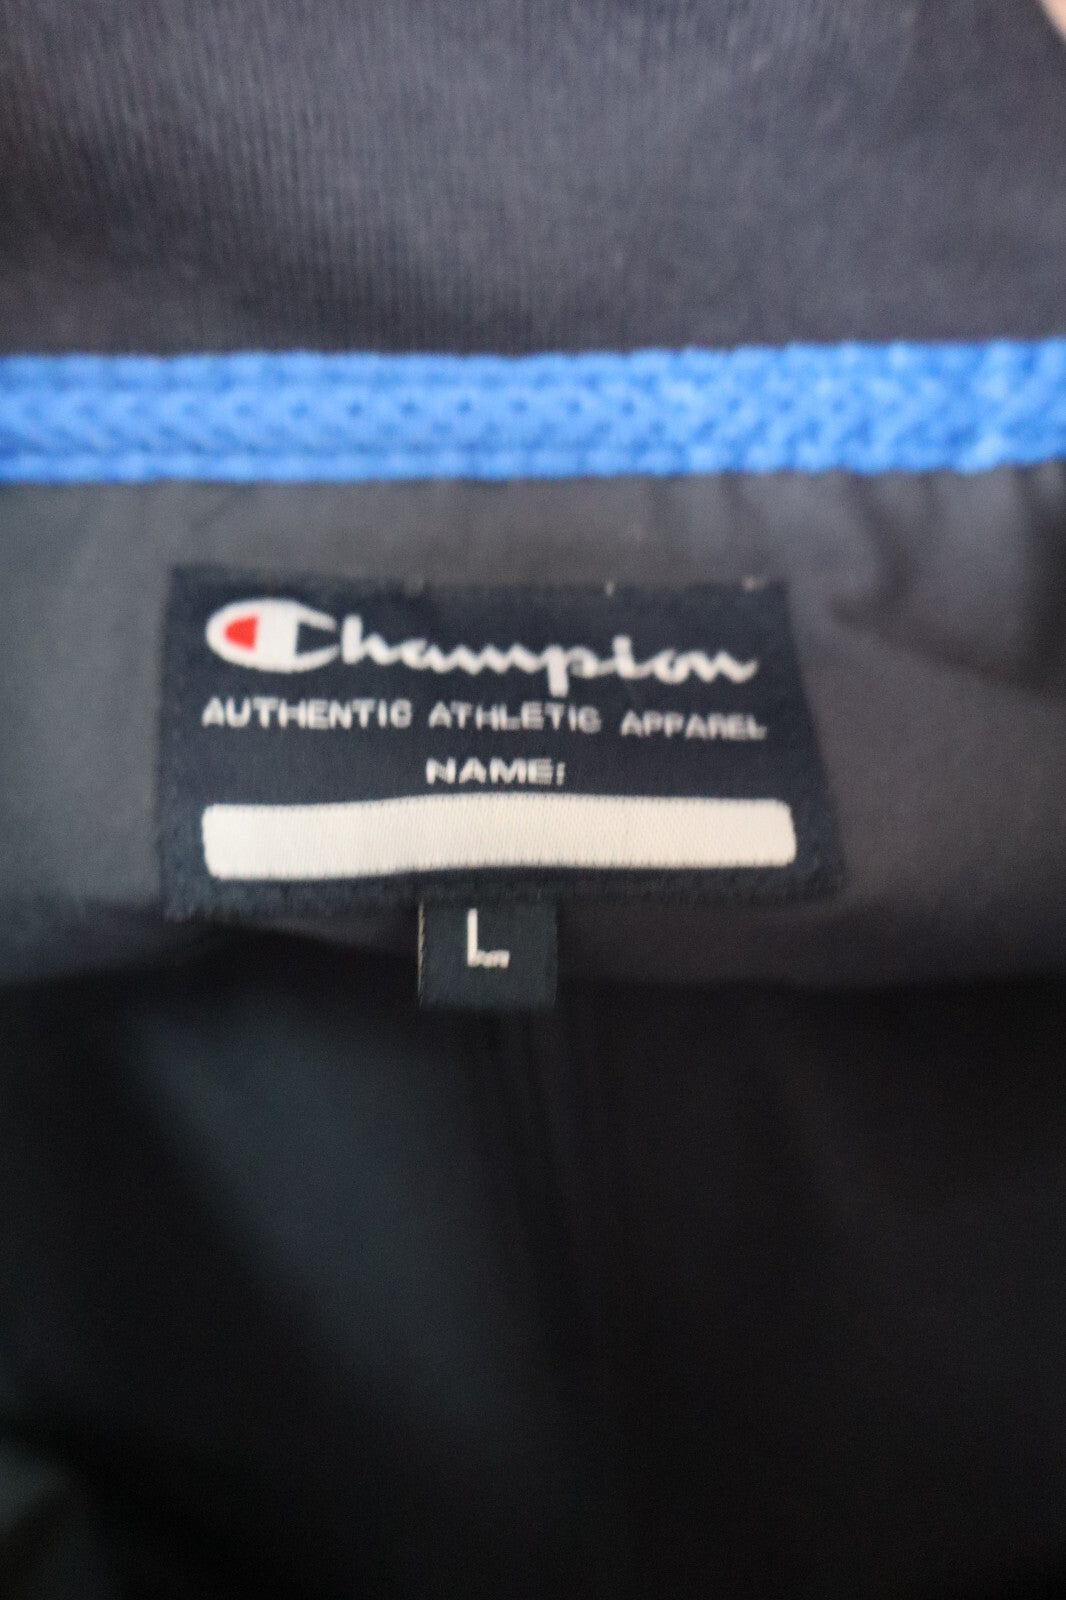 Champion
AUTHENTIC ATHLETIC APPAREL
NAME:
L